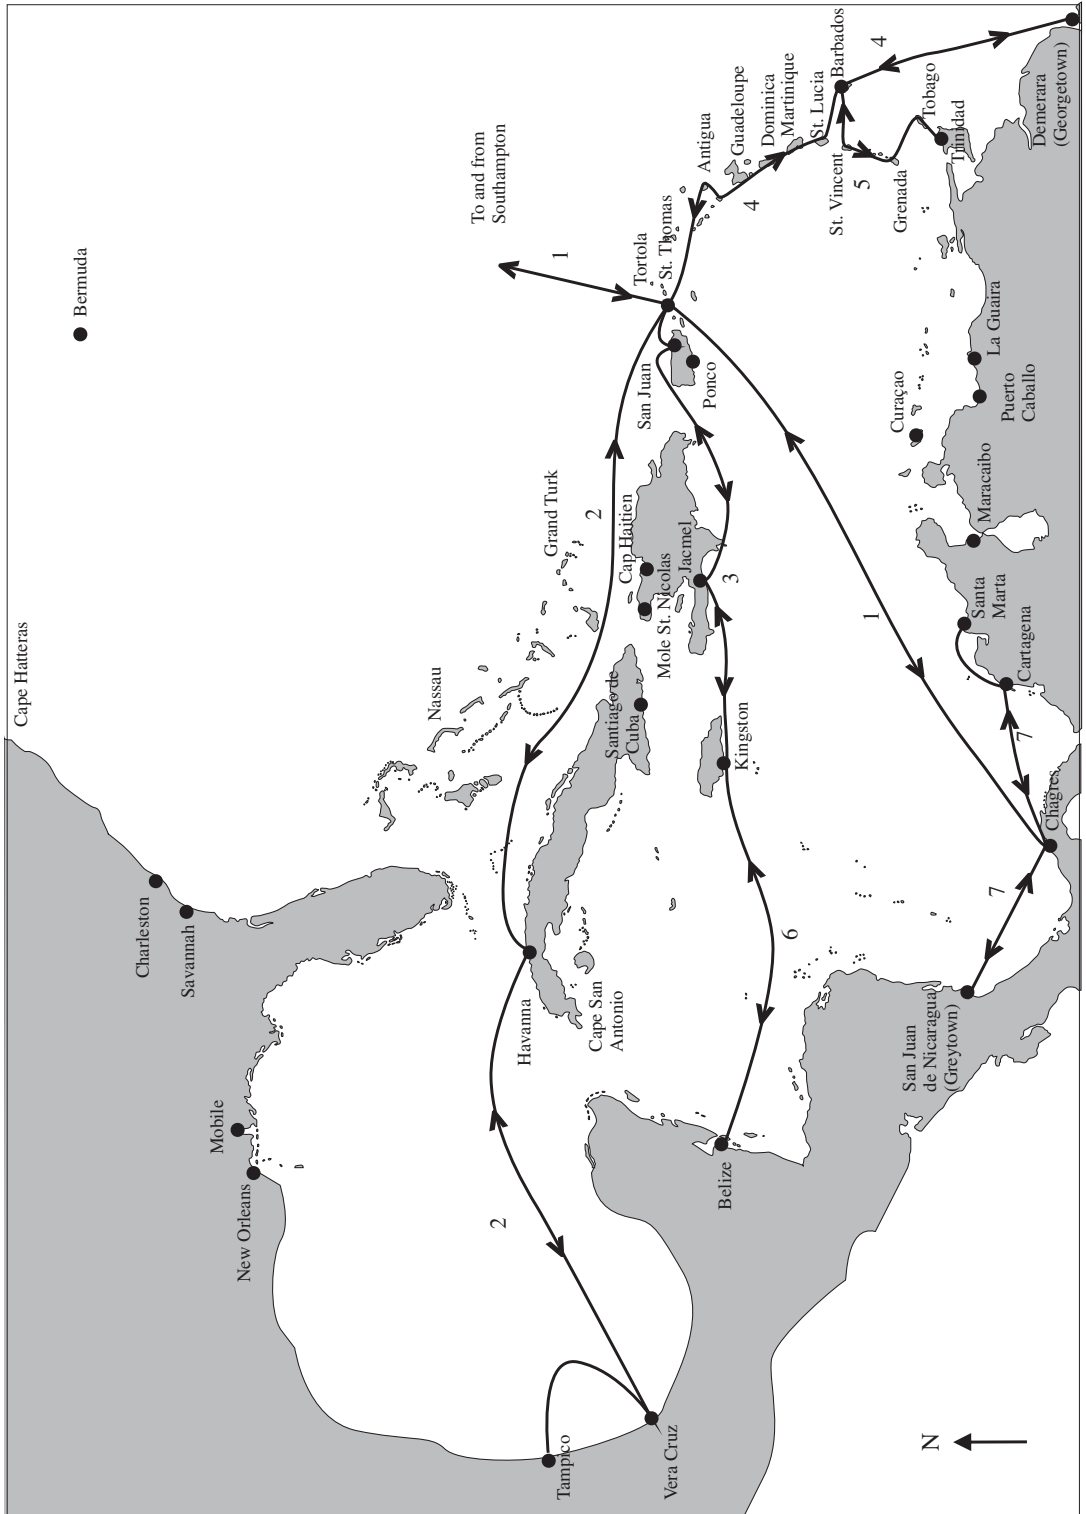 Cape Hatteras
Bermuda
Charleston
Savannah
Mobile
New Orleans
Nassau
Grand Turk
To and from
Southampton
1
2
2
Tampico
Vera Cruz
Havanna
Cape San
Antonio
Santiago de
Cuba
Cap Haitien
Mole St. Nicolas
Jacmel
3
San Juan
Ponco
Tortola
St. Thomas
Antigua
Guadeloupe
Dominica
Martinique
St. Lucia
Barbados
4
4
St. Vincent
5
Grenada
Tobago
Trinidad
Demerara
(Georgetown)
Kingston
6
Belize
1
Curaçao
La Guaira
Puerto
Caballo
Maracaibo
Santa
Marta
Cartagena
7
Chagres
7
San Juan
de Nicaragua
(Greytown)
N